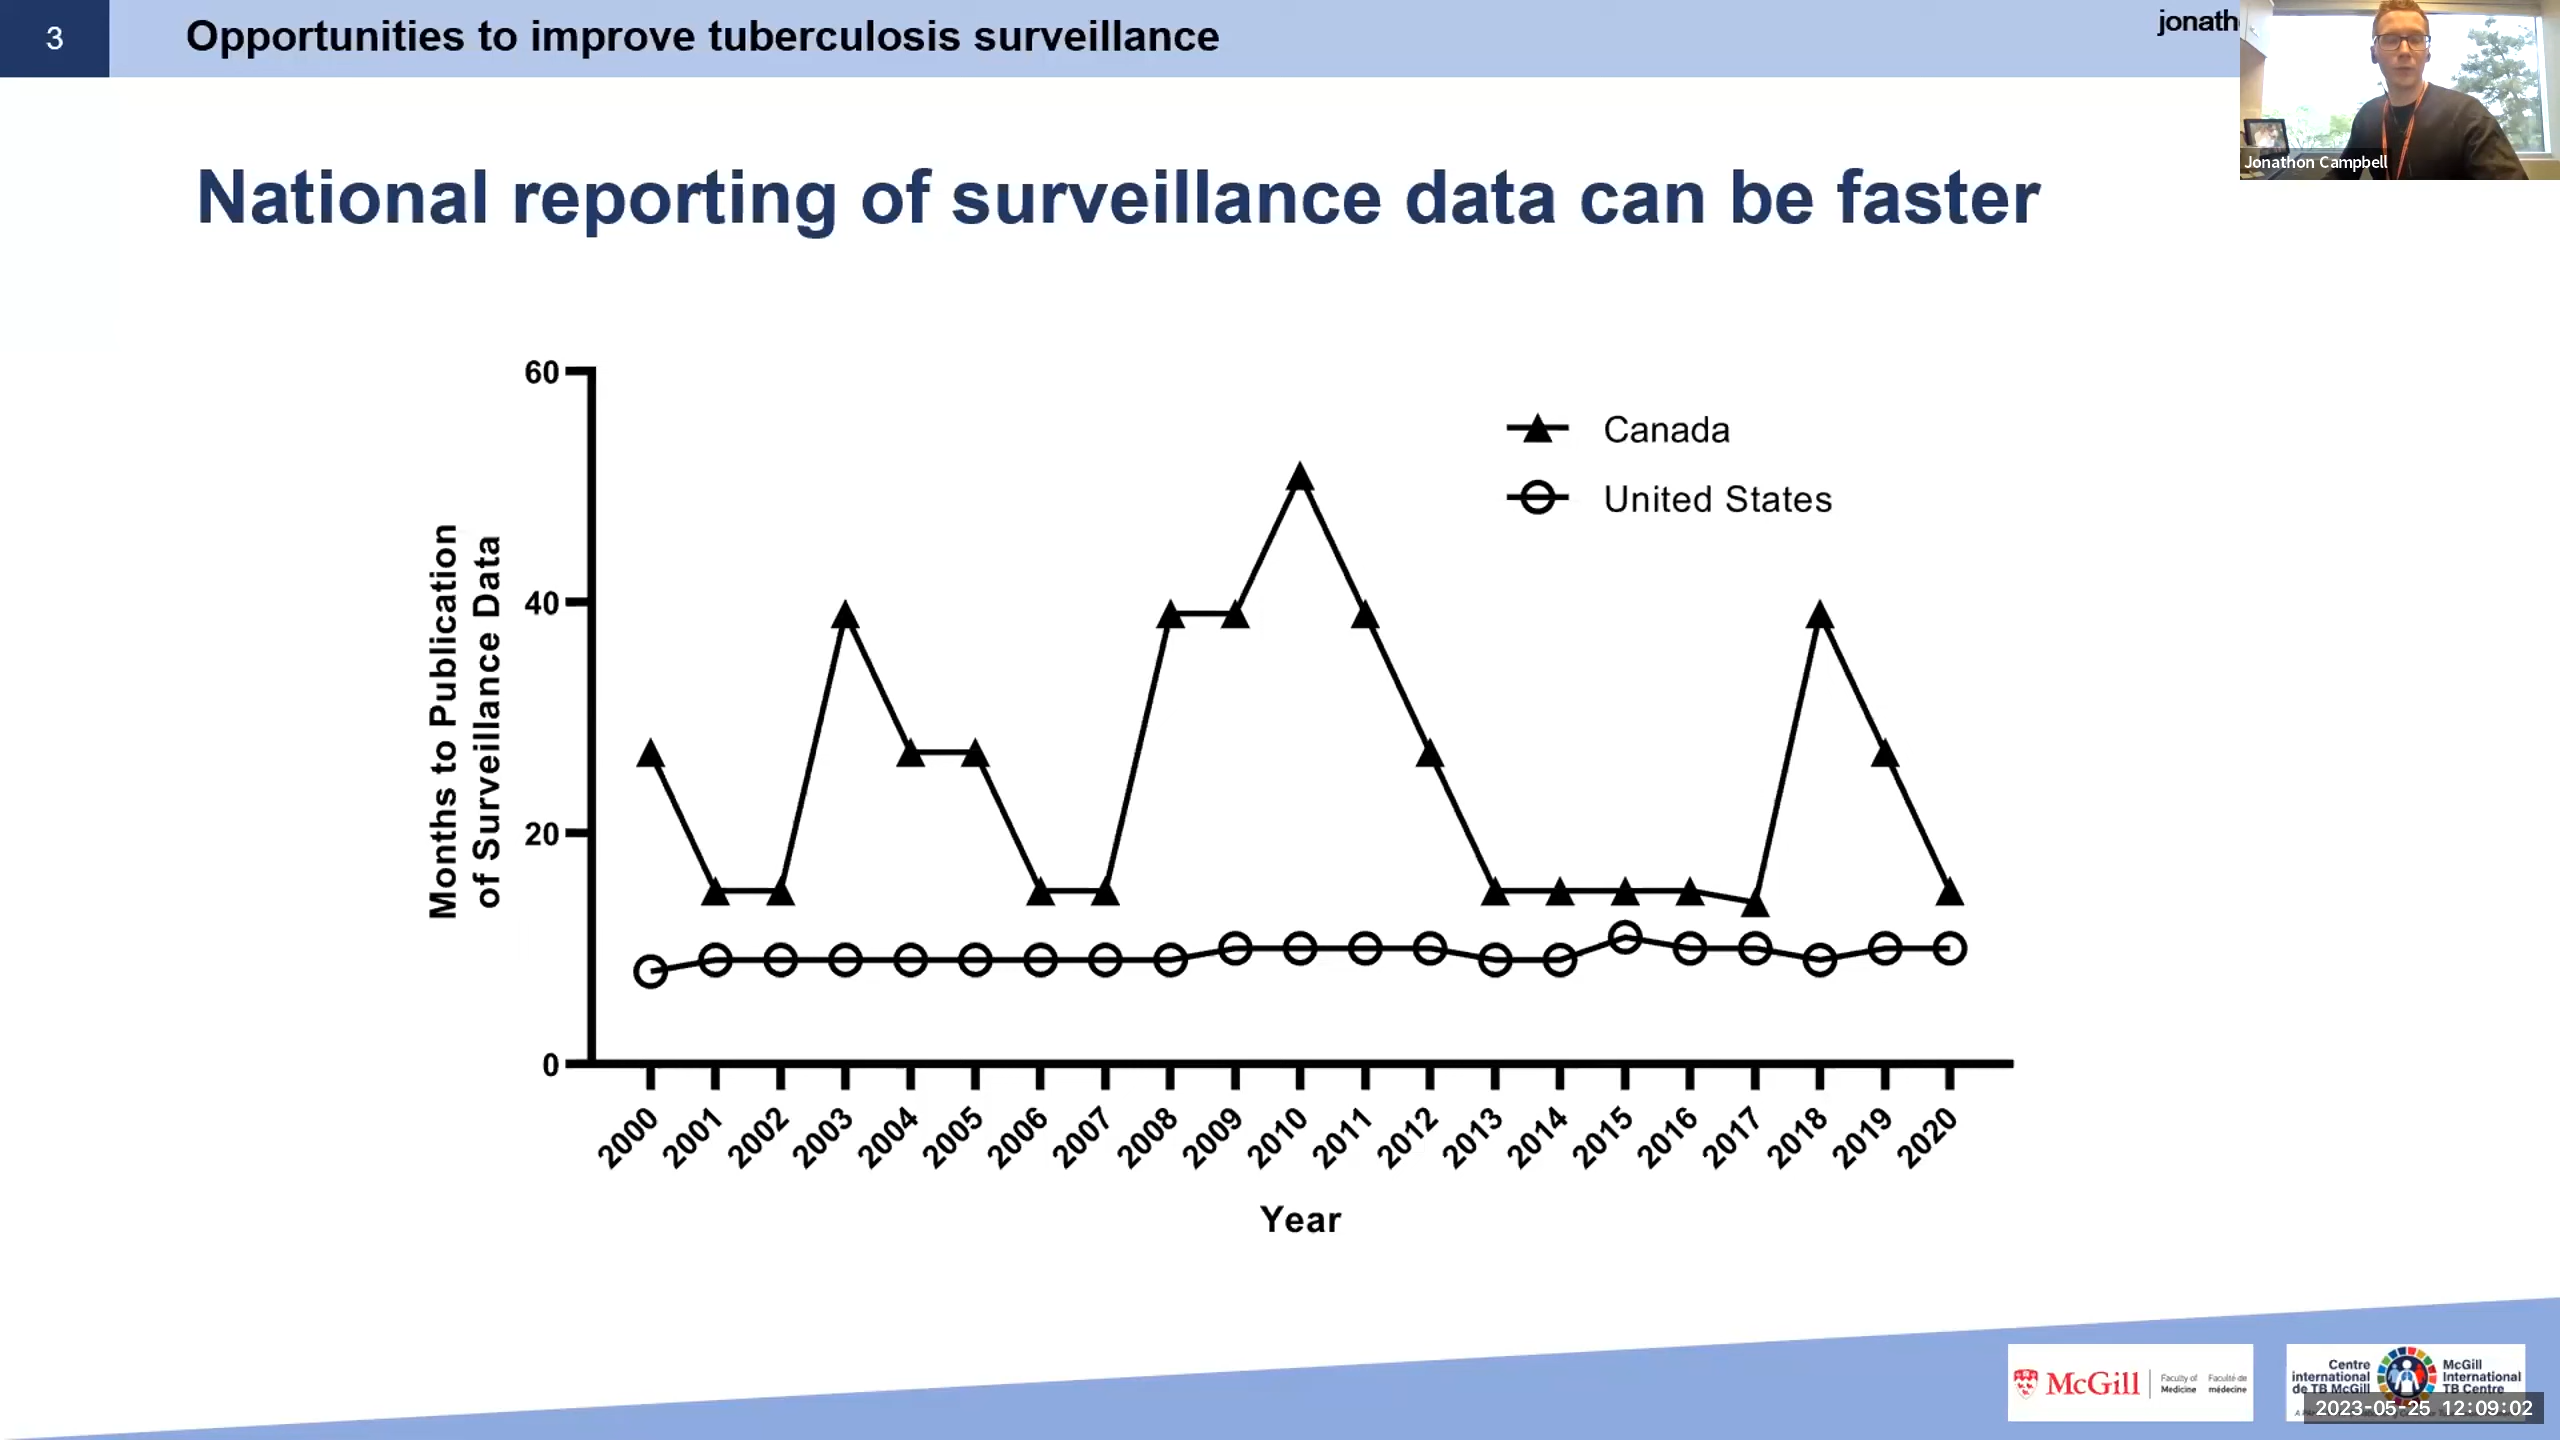 3
Opportunities to improve tuberculosis surveillance
jonath
Jonathon Campbell
National reporting of surveillance data can be faster
60
40
20
0
Months to Publication
of Surveillance Data
Canada
United States
2000
2001
2002
2003
2004
2005
2006
2007
2008
2009
2010
2011
2012
2013
2014
2015
2016
2017
2018
2019
2020
Year
McGill
Faculty of
Medicine
Faculté de
médecine
Centre
international
de TB McGill
McGill
International
TB Centre
2023-05-25 12:09:02